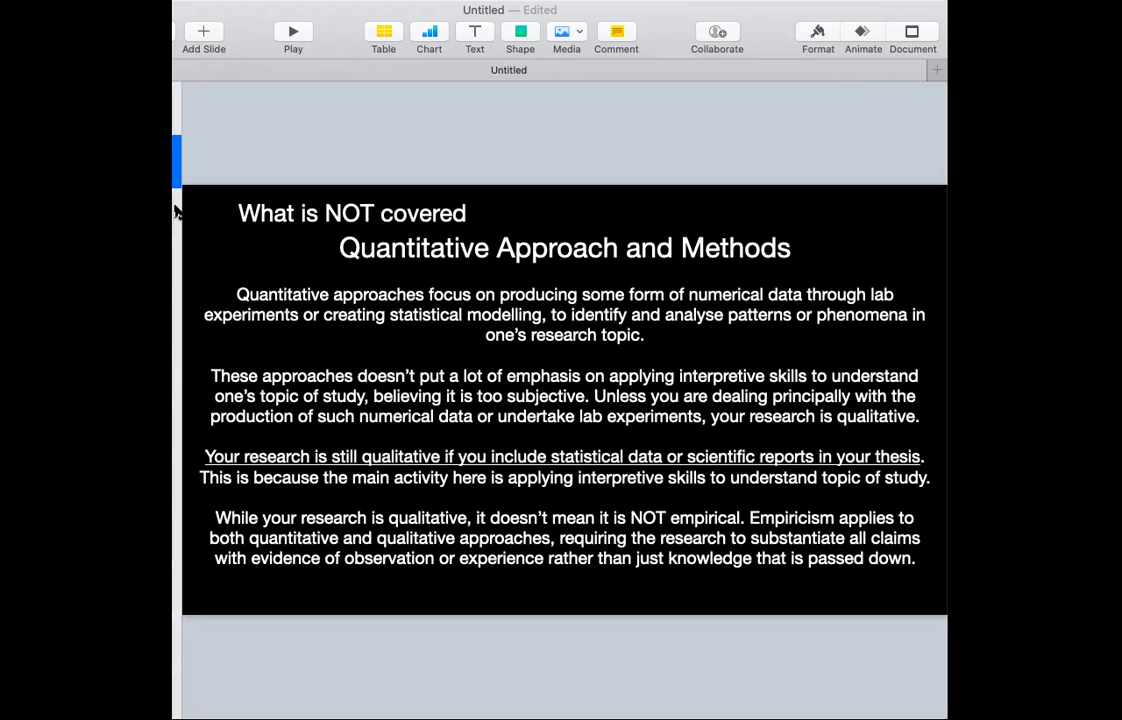 Untitled — Edited
Add Slide
Play
Table
Chart
Text
Shape
Media
Comment
Collaborate
Format
Animate
Document
Untitled
What is NOT covered
Quantitative Approach and Methods
Quantitative approaches focus on producing some form of numerical data through lab
experiments or creating statistical modelling, to identify and analyse patterns or phenomena in
one’s research topic.
These approaches doesn’t put a lot of emphasis on applying interpretive skills to understand
one’s topic of study, believing it is too subjective. Unless you are dealing principally with the
production of such numerical data or undertake lab experiments, your research is qualitative.
Your research is still qualitative if you include statistical data or scientific reports in your thesis.
This is because the main activity here is applying interpretive skills to understand topic of study.
While your research is qualitative, it doesn’t mean it is NOT empirical. Empiricism applies to
both quantitative and qualitative approaches, requiring the research to substantiate all claims
with evidence of observation or experience rather than just knowledge that is passed down.